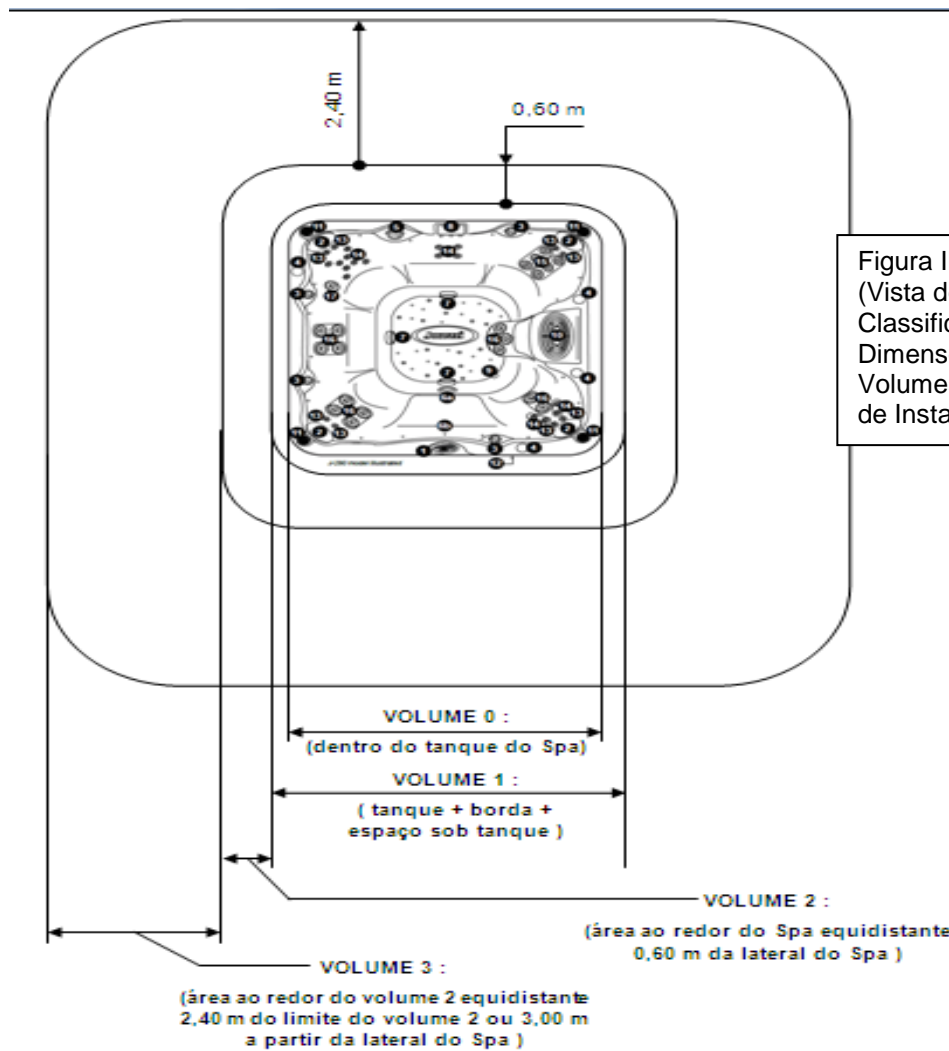 2,40 m
0,60 m
Figura I
(Vista d
Classific
Dimens
Volume
de Insta
VOLUME 0 :
(dentro do tanque do Spa)
VOLUME 1 :
( tanque + borda +
espaço sob tanque )
VOLUME 2 :
(área ao redor do Spa equidistante
0,60 m da lateral do Spa )
VOLUME 3 :
(área ao redor do volume 2 equidistante
2,40 m do limite do volume 2 ou 3,00 m
a partir da lateral do Spa )